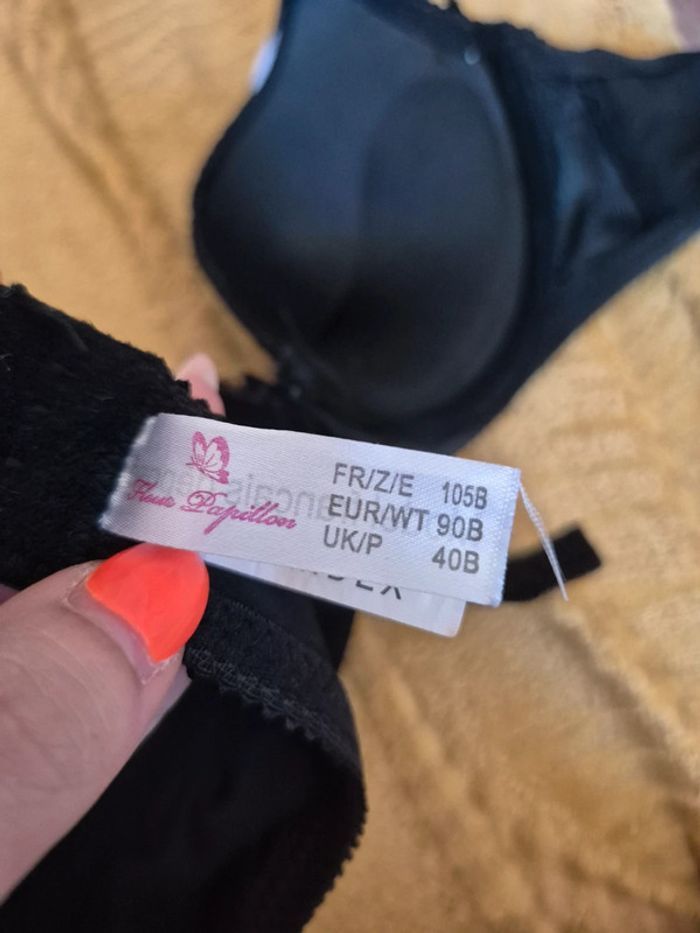 Fleur Papillon
FR/Z/E 105B
EUR/WT 90B
UK/P 40B